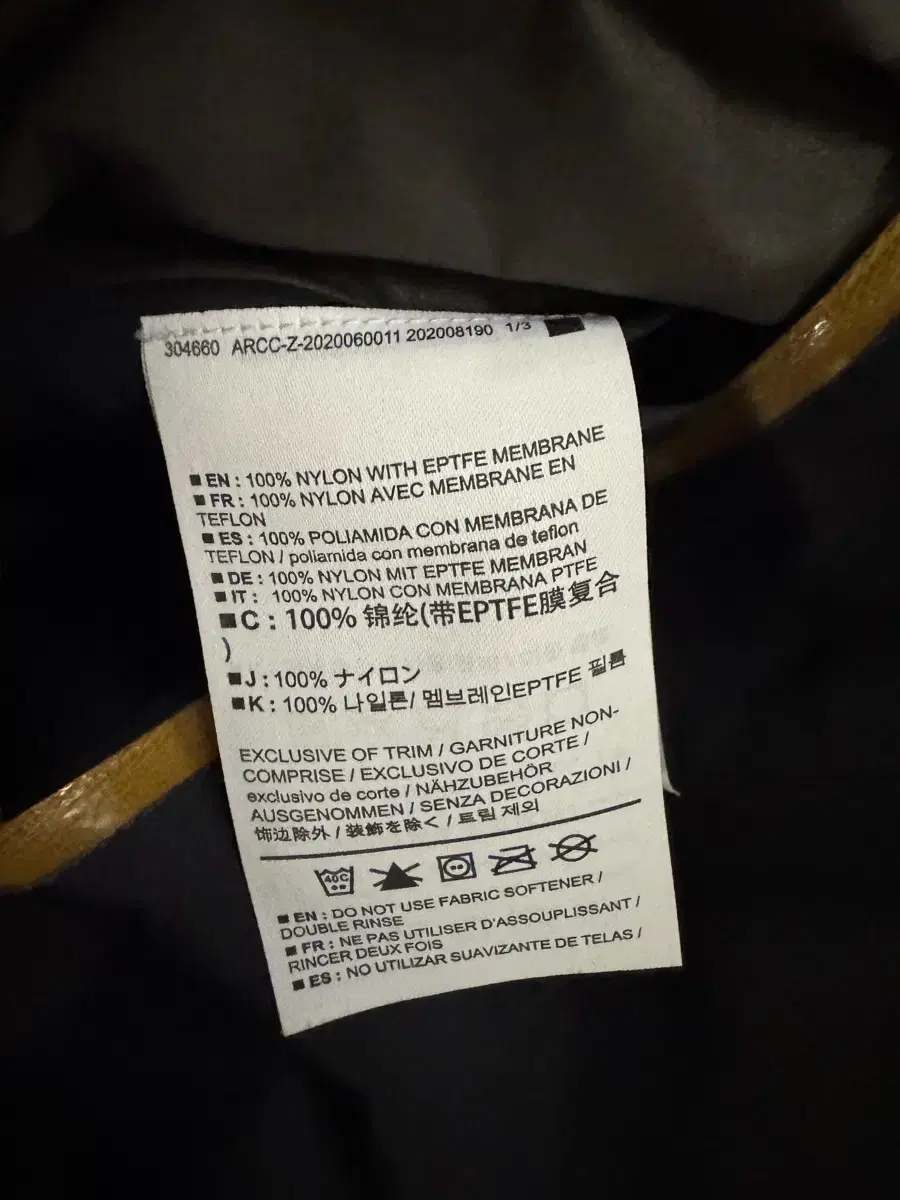 304660 ARCC-Z-2020060011 202008190 1/3
EN : 100% NYLON WITH EPTFE MEMBRANE
FR : 100% NYLON AVEC MEMBRANE EN
TEFLON
ES : 100% POLIAMIDA CON MEMBRANA DE
TEFLON / poliamida con membrana de teflon
DE : 100% NYLON MIT EPTFE MEMBRAN
IT : 100% NYLON CON MEMBRANA PTFE
C : 100% 锦纶(带EPTFE膜复合
)
J : 100% ナイロン
K : 100% 나일론/ 멤브레인EPTFE 필름
EXCLUSIVE OF TRIM / GARNITURE NON-
COMPRISE / EXCLUSIVO DE CORTE /
exclusivo de corte / NÄHZUBEHÖR
AUSGENOMMEN / SENZA DECORAZIONI /
饰边除外 / 装飾を除く / 트림 제외
40C
EN : DO NOT USE FABRIC SOFTENER /
DOUBLE RINSE
FR : NE PAS UTILISER D'ASSOUPLISSANT /
RINCER DEUX FOIS
ES : NO UTILIZAR SUAVIZANTE DE TELAS /